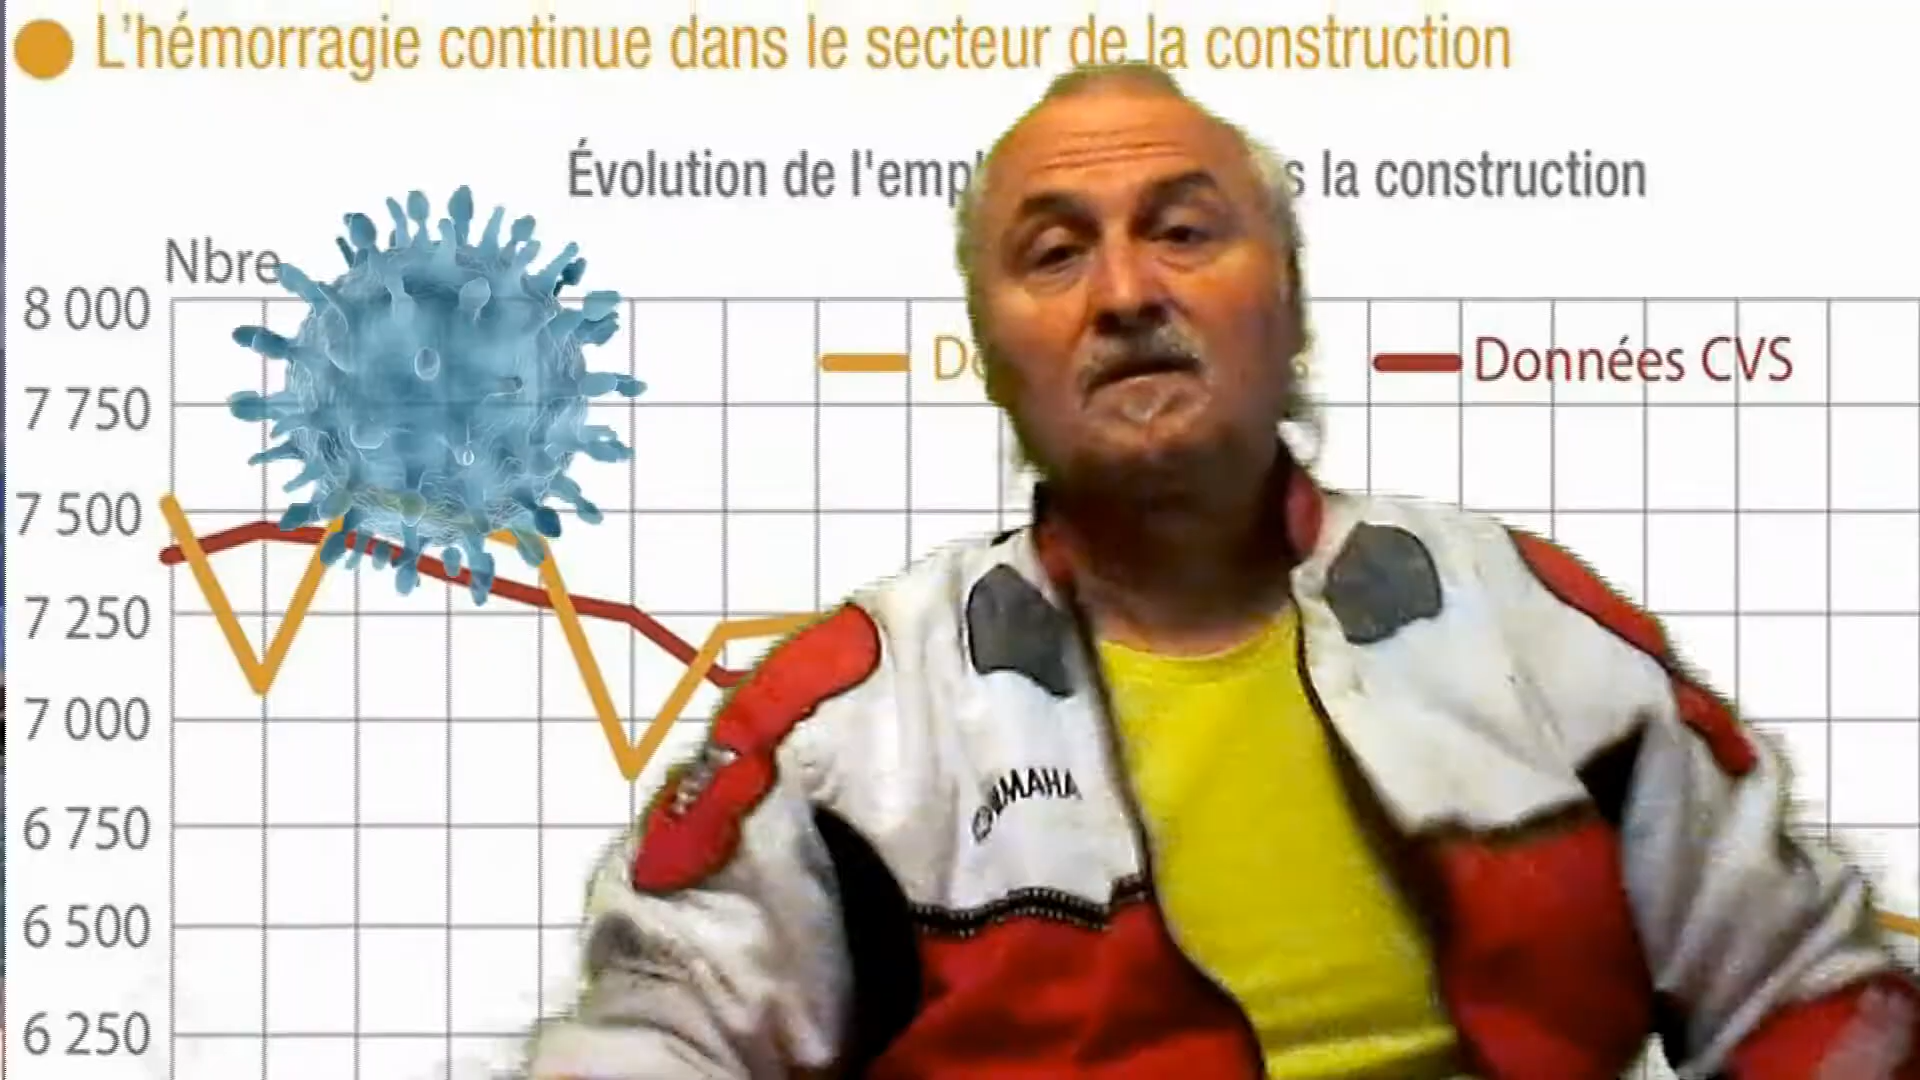 L'hémorragie continue dans le secteur de la construction
Évolution de l'emp s la construction
Nbre
8 000
Données CVS
7 750
7 500
7 250
7 000
6 750
YAMAHA
6 500
6 250